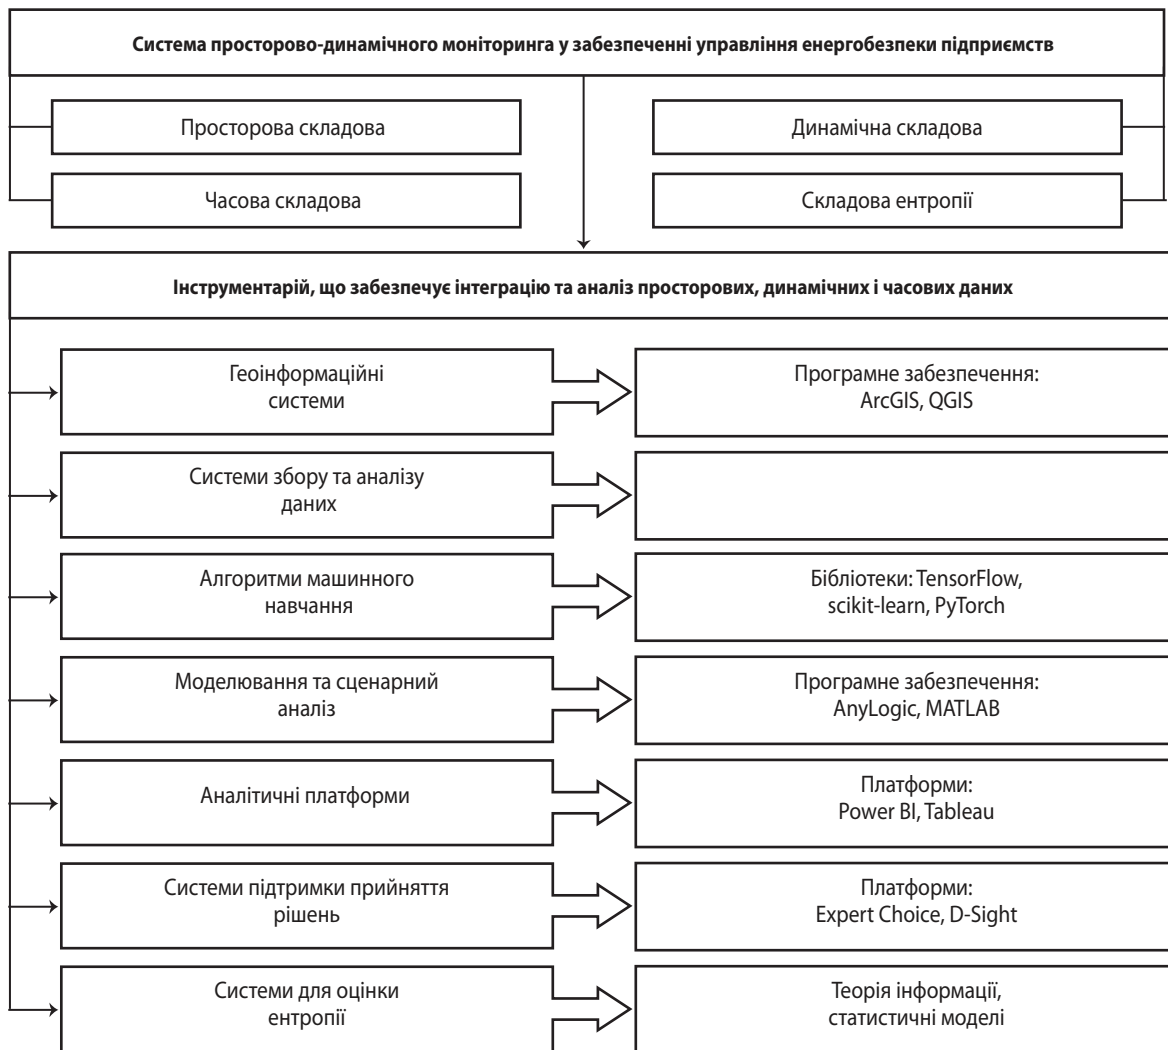 Система просторово-динамічного моніторинга у забезпеченні управління енергобезпеки підприємств
Просторова складова
Динамічна складова
Часова складова
Складова ентропії
Інструментарій, що забезпечує інтеграцію та аналіз просторових, динамічних і часових даних
Геоінформаційні
системи
Програмне забезпечення:
ArcGIS, QGIS
Системи збору та аналізу
даних
Алгоритми машинного
навчання
Бібліотеки: TensorFlow,
scikit-learn, PyTorch
Моделювання та сценарний
аналіз
Програмне забезпечення:
AnyLogic, MATLAB
Аналітичні платформи
Платформи:
Power BI, Tableau
Системи підтримки прийняття
рішень
Платформи:
Expert Choice, D-Sight
Системи для оцінки
ентропії
Теорія інформації,
статистичні моделі